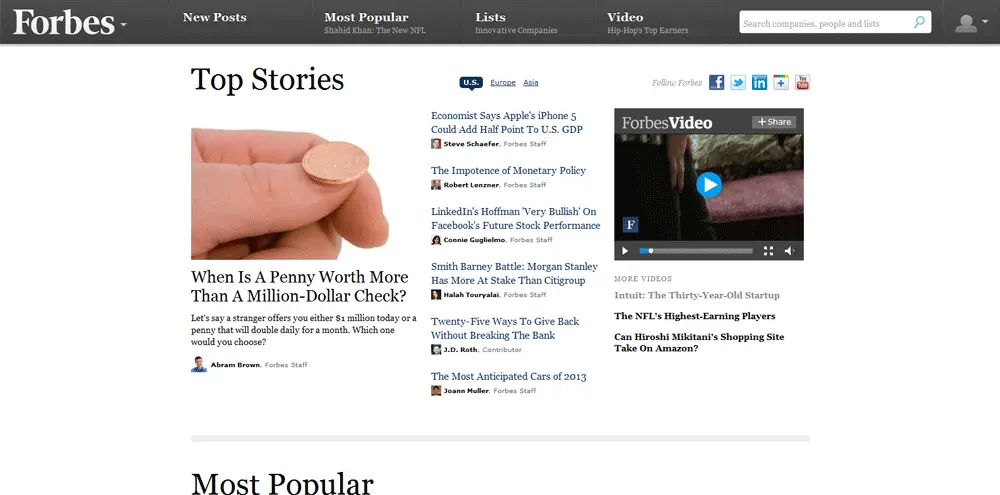 Forbes
New Posts
Most Popular
Shahid Khan: The New NFL
Lists
Innovative Companies
Video
Hip-Hop's Top Earners
Search companies, people and lists
Top Stories
U.S.
Europe
Asia
Follow: Forbes
f
in
+
You
Tube
When Is A Penny Worth More
Than A Million-Dollar Check?
Let's say a stranger offers you either $1 million today or a
penny that will double daily for a month. Which one
would you choose?
Abram Brown, Forbes Staff
Economist Says Apple's iPhone 5
Could Add Half Point To U.S. GDP
Steve Schaefer, Forbes Staff
The Impotence of Monetary Policy
Robert Lenzner, Forbes Staff
LinkedIn's Hoffman 'Very Bullish' On
Facebook's Future Stock Performance
Connie Guglielmo, Forbes Staff
Smith Barney Battle: Morgan Stanley
Has More At Stake Than Citigroup
Halah Touryalai, Forbes Staff
Twenty-Five Ways To Give Back
Without Breaking The Bank
J.D. Roth, Contributor
The Most Anticipated Cars of 2013
Joann Muller, Forbes Staff
ForbesVideo
+ Share
F
MORE VIDEOS
Intuit: The Thirty-Year-Old Startup
The NFL's Highest-Earning Players
Can Hiroshi Mikitani's Shopping Site
Take On Amazon?
Most Popular